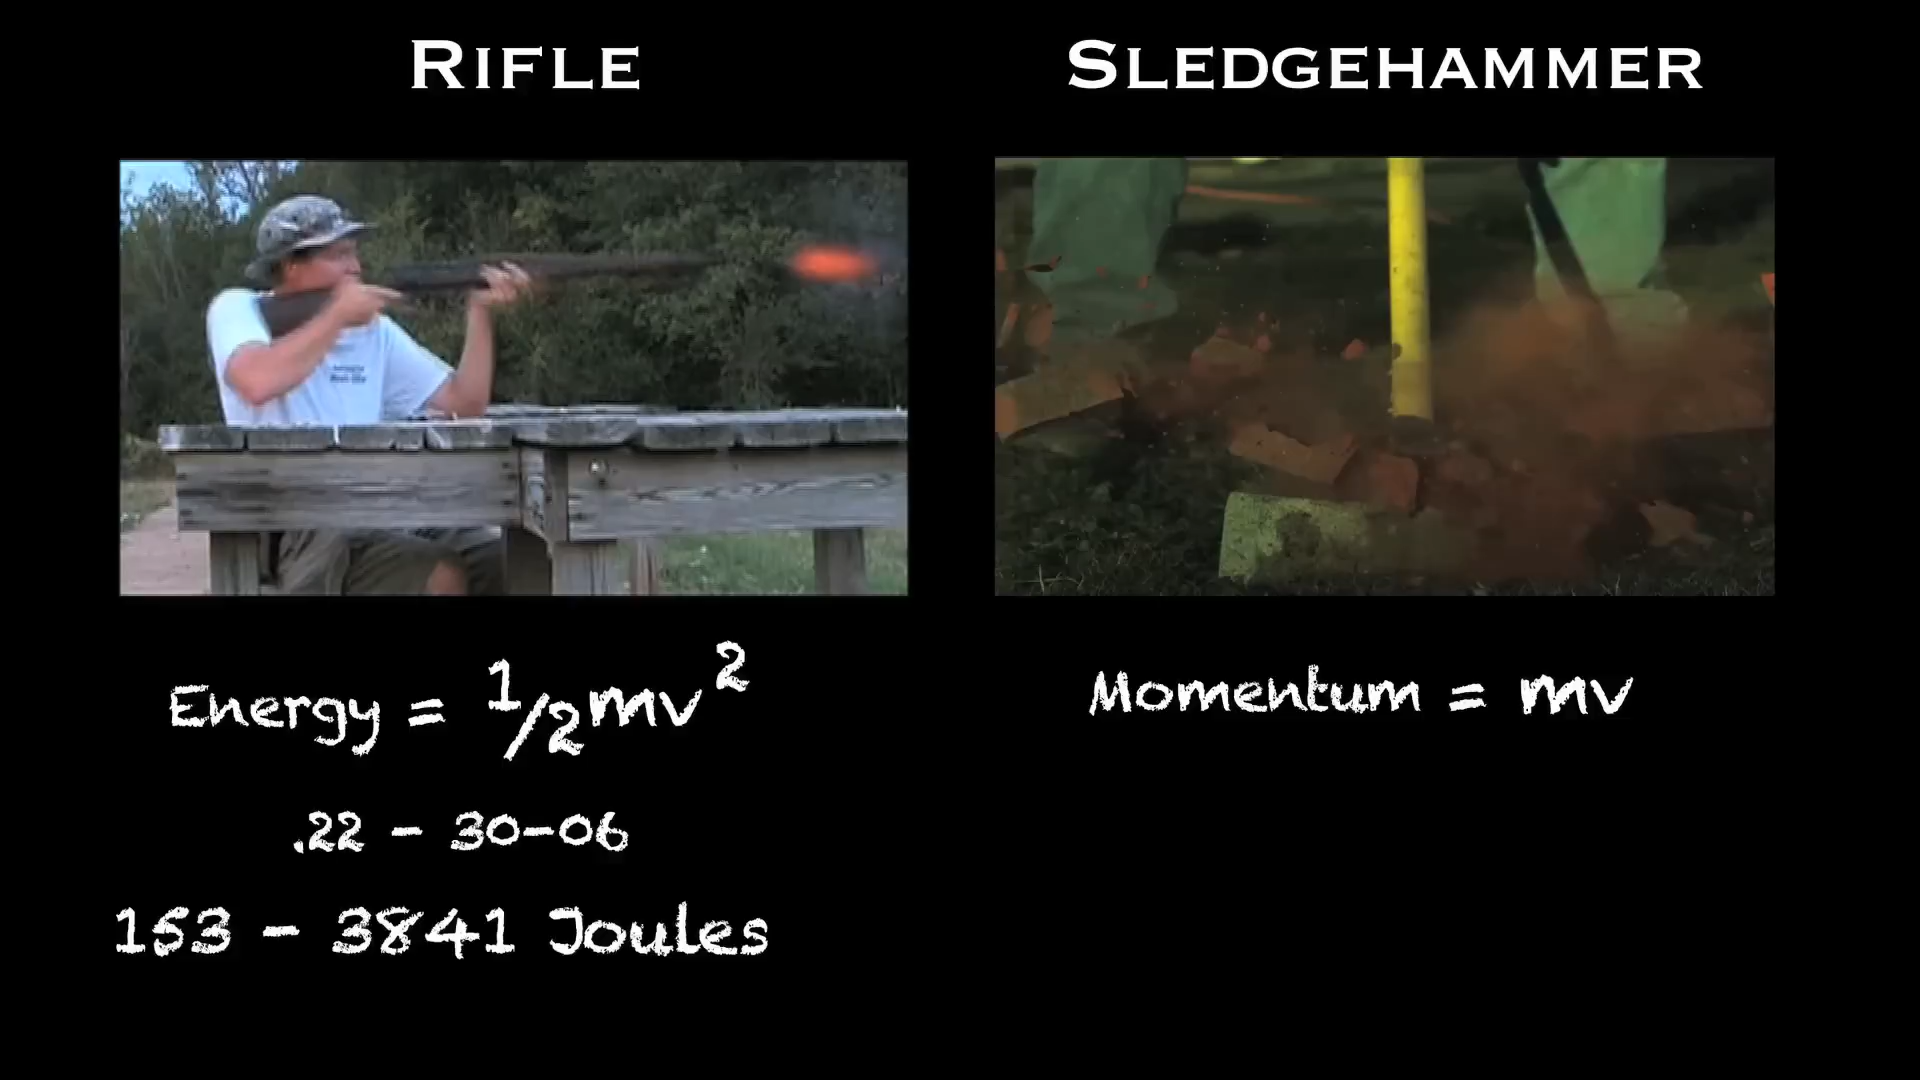 RIFLE
SLEDGEHAMMER
Energy = 1/2mv²
.22 - 30-06
153 - 3841 Joules
Momentum = mv